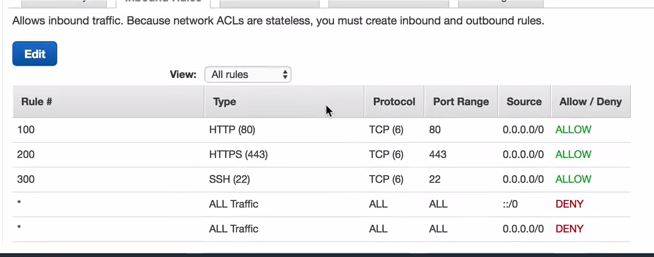 Inbound Rules
Allows inbound traffic. Because network ACLs are stateless, you must create inbound and outbound rules.
Edit
View: All rules
Rule # Type Protocol Port Range Source Allow / Deny
100 HTTP (80) TCP (6) 80 0.0.0.0/0 ALLOW
200 HTTPS (443) TCP (6) 443 0.0.0.0/0 ALLOW
300 SSH (22) TCP (6) 22 0.0.0.0/0 ALLOW
* ALL Traffic ALL ALL ::/0 DENY
* ALL Traffic ALL ALL 0.0.0.0/0 DENY